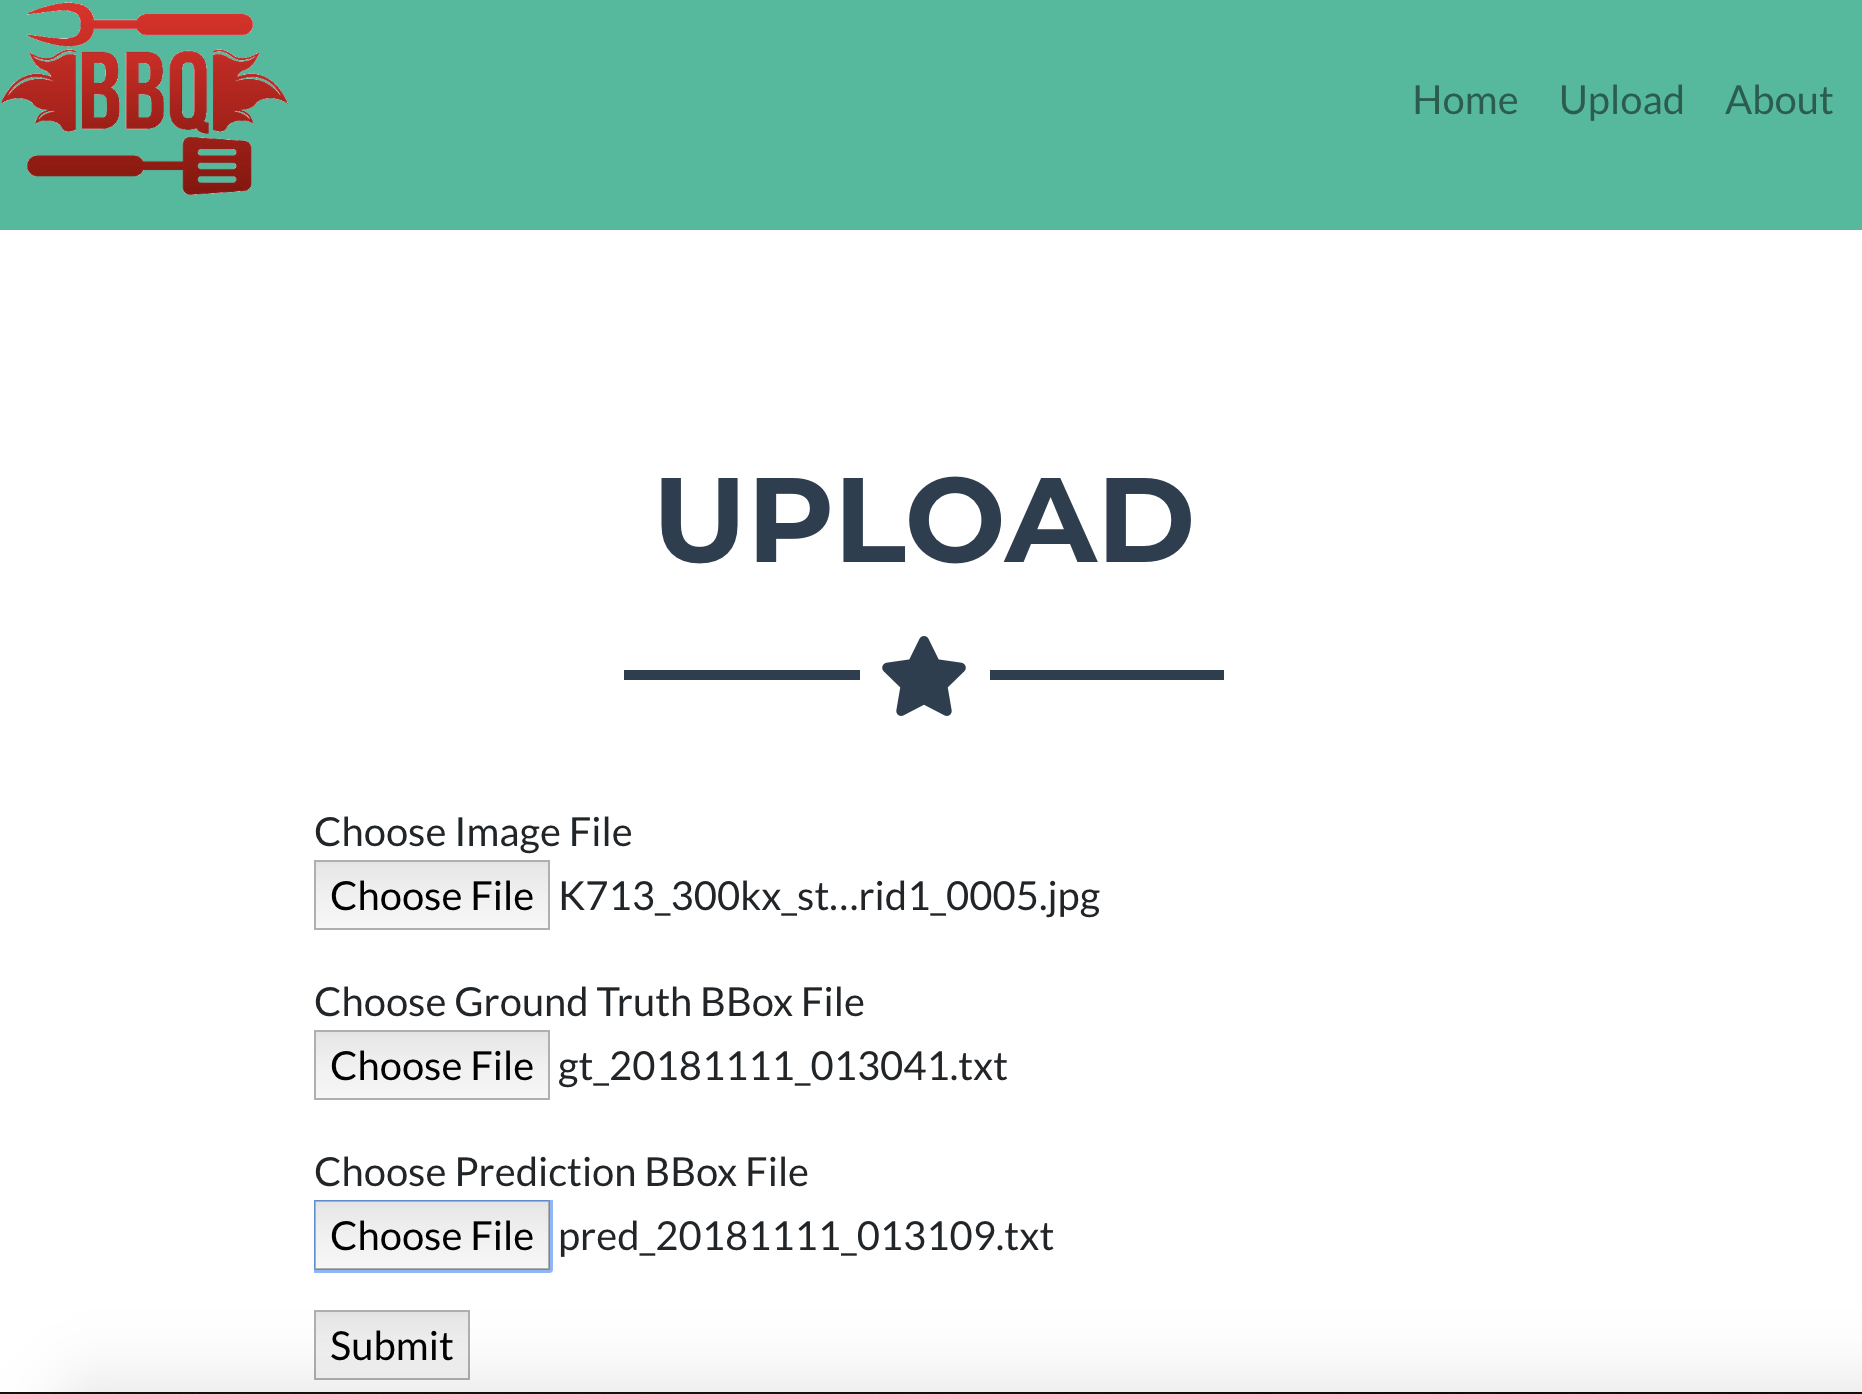 BBQ
Home Upload About
UPLOAD
Choose Image File
Choose File K713_300kx_st...rid1_0005.jpg
Choose Ground Truth BBox File
Choose File gt_20181111_013041.txt
Choose Prediction BBox File
Choose File pred_20181111_013109.txt
Submit